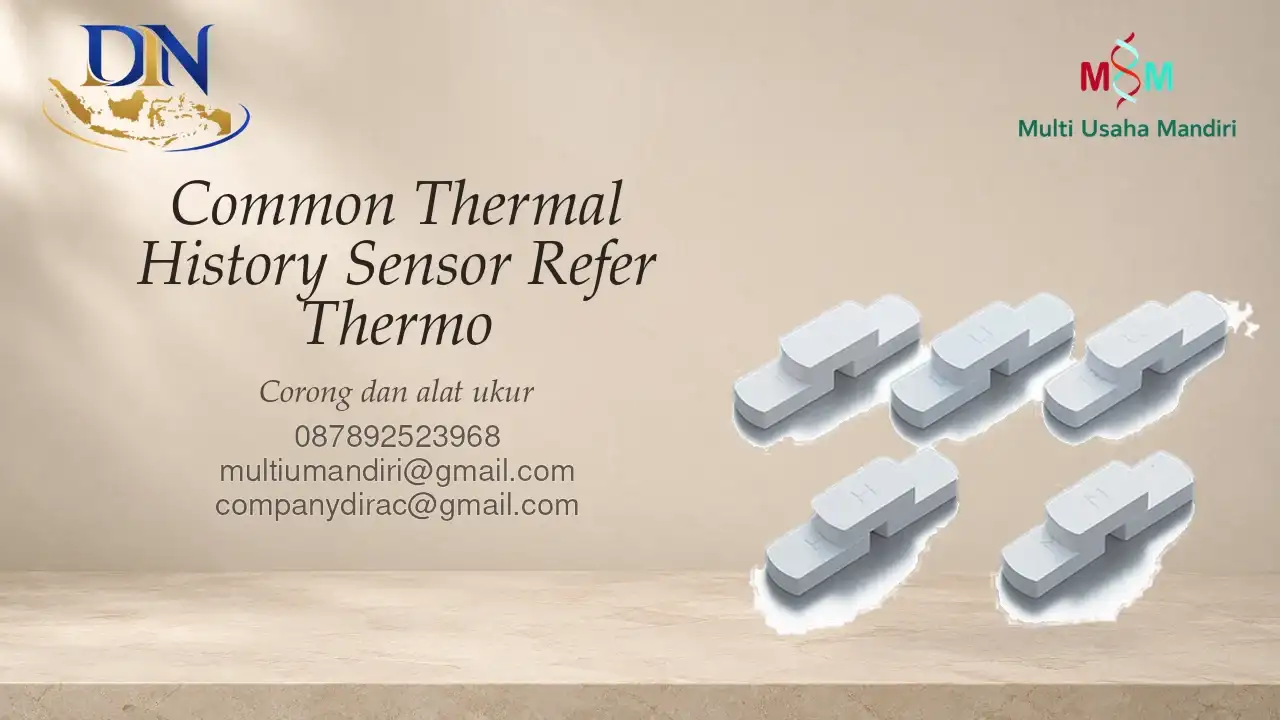 DIN
MSM
Multi Usaha Mandiri
Common Thermal
History Sensor Refer
Thermo
Corong dan alat ukur
087892523968
multiumandiri@gmail.com
companydirac@gmail.com
H
H
N